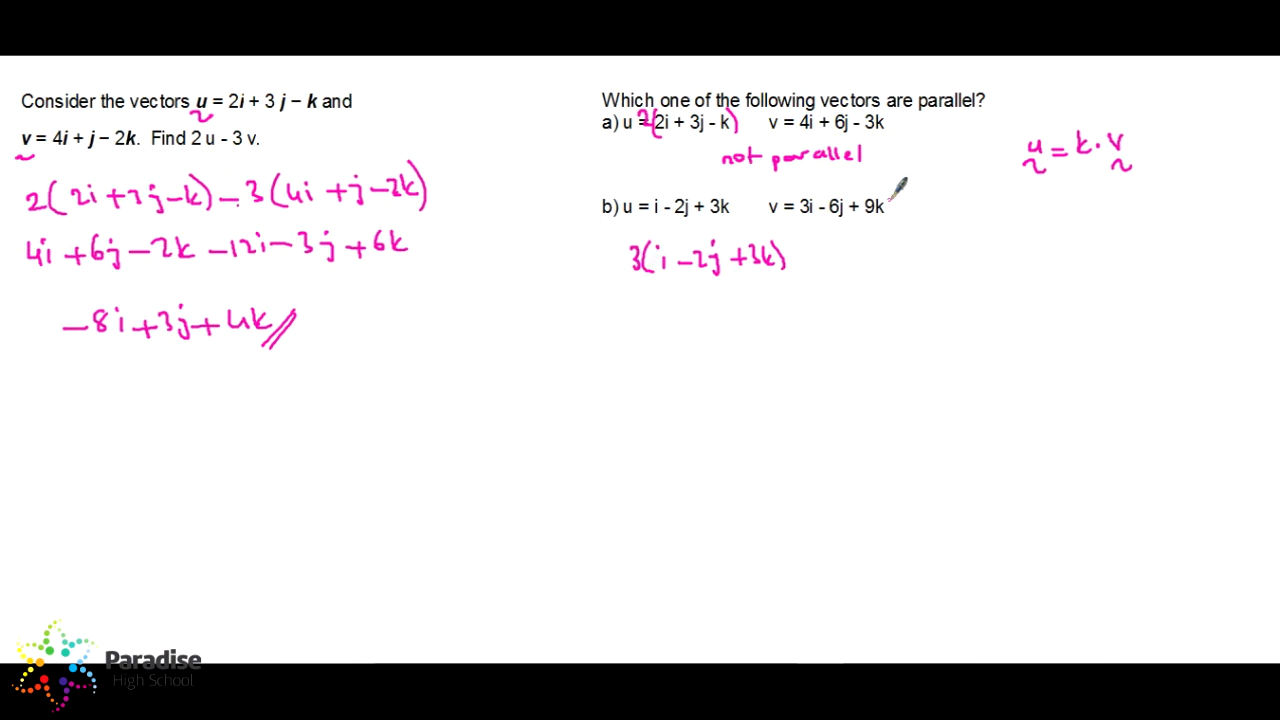 Consider the vectors u = 2i + 3 j − k and
v = 4i + j − 2k. Find 2 u - 3 v.
2(2i+3j-k)-3(4i+j-2k)
4i+6j-2k-12i-3j+6k
-8i+3j+4k//
Which one of the following vectors are parallel?
a) u = 2(2i + 3j - k) v = 4i + 6j - 3k
not parallel
u = k . v
b) u = i - 2j + 3k v = 3i - 6j + 9k
3(i-2j+3k)
Paradise
High School